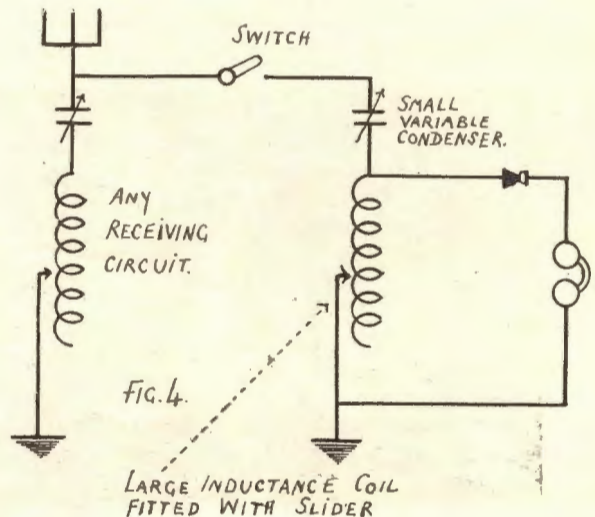 SWITCH
SMALL
VARIABLE
CONDENSER.
ANY
RECEIVING
CIRCUIT.
FIG.4.
LARGE INDUCTANCE COIL
FITTED WITH SLIDER